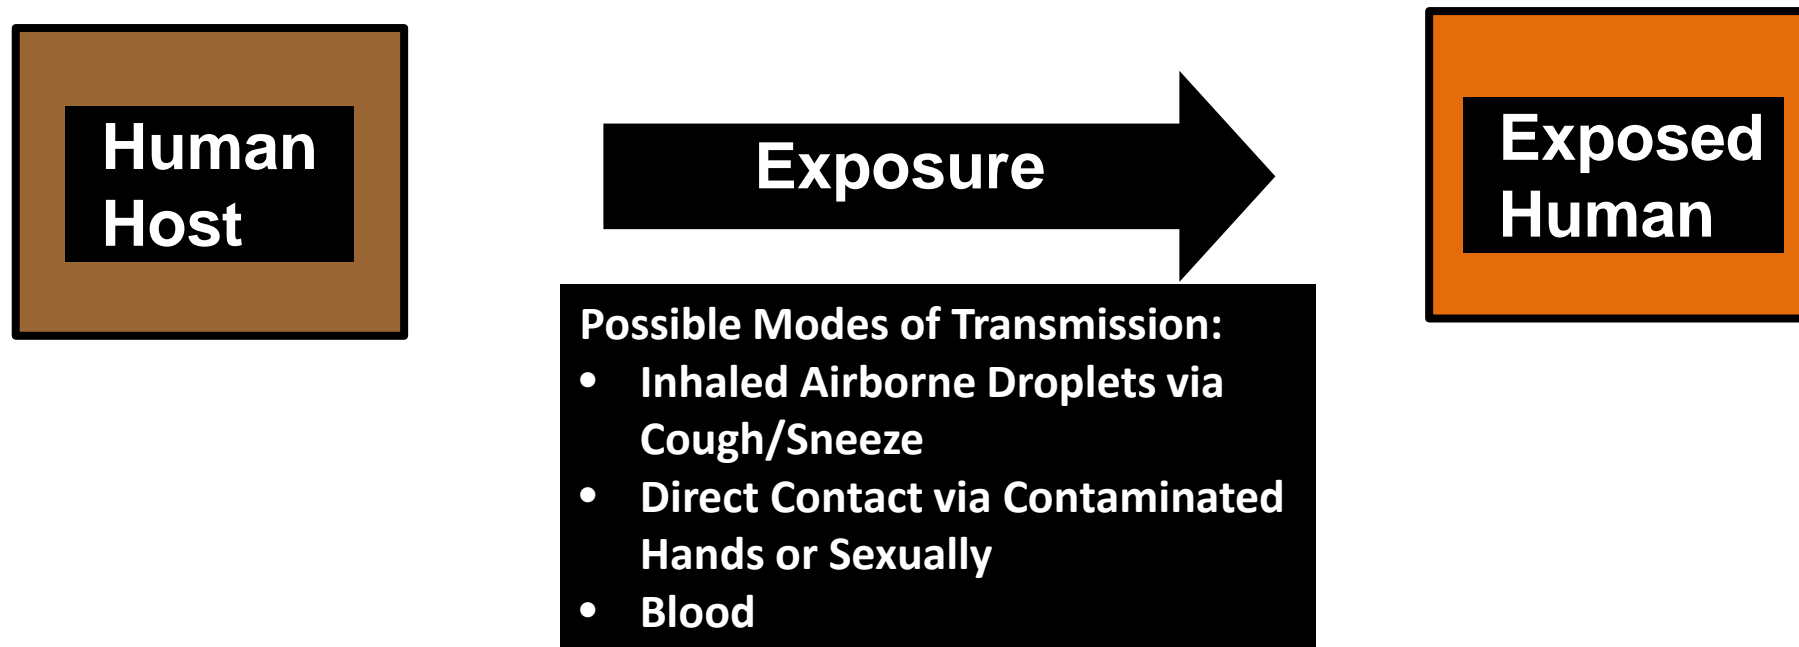 Human
Host
Exposure
Exposed
Human
Possible Modes of Transmission:
• Inhaled Airborne Droplets via
Cough/Sneeze
• Direct Contact via Contaminated
Hands or Sexually
• Blood